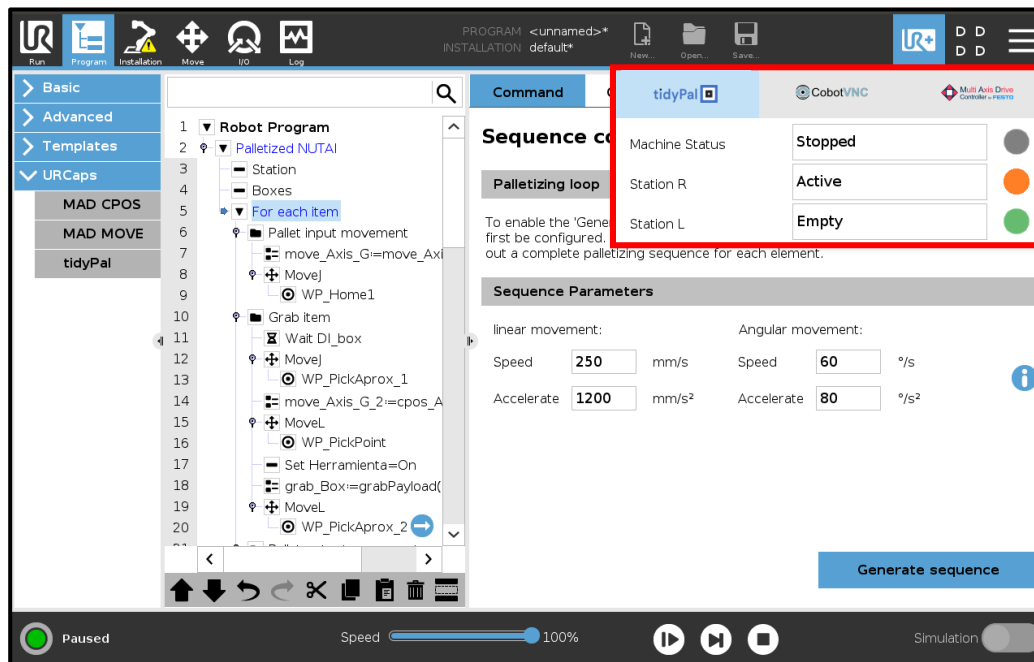 PROGRAM <unnamed>*
INSTALLATION default*
New... Open... Save...
UR+
D D
D D
Run Program Installation Move I/O Log
Basic
Advanced
Templates
URCaps
MAD CPOS
MAD MOVE
tidyPal
1 Robot Program
2 Palletized NUTAI
3 Station
4 Boxes
5 For each item
6 Pallet input movement
7 move_Axis_G:=move_Axi
8 MoveJ
9 WP_Home1
10 Grab item
11 Wait DI_box
12 MoveJ
13 WP_PickAprox_1
14 move_Axis_G_2:=cpos_A
15 MoveL
16 WP_PickPoint
17 Set Herramienta=On
18 grab_Box:=grabPayload(
19 MoveL
20 WP_PickAprox_2
Command
tidyPal CobotVNC Multi Axis Drive
Controller by FESTO
Machine Status Stopped
Station R Active
Station L Empty
Sequence co
Palletizing loop
To enable the 'Gene
first be configured.
out a complete palletizing sequence for each element.
Sequence Parameters
linear movement: Angular movement:
Speed 250 mm/s Speed 60 °/s
Accelerate 1200 mm/s² Accelerate 80 °/s²
Generate sequence
Paused
Speed 100%
Simulation